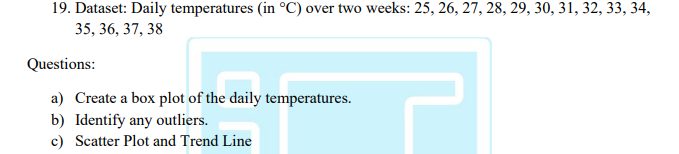 19. Dataset: Daily temperatures (in °C) over two weeks: 25, 26, 27, 28, 29, 30, 31, 32, 33, 34,
35, 36, 37, 38
Questions:
a) Create a box plot of the daily temperatures.
b) Identify any outliers.
c) Scatter Plot and Trend Line